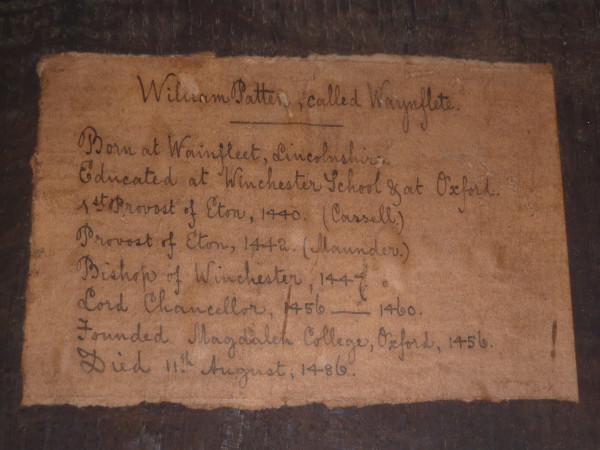 William Patten, called Waynflete.
Born at Wainfleet, Lincolnshire.
Educated at Winchester School & at Oxford.
1st Provost of Eton, 1440. (Cassell.)
Provost of Eton, 1442. (Maunder.)
Bishop of Winchester, 1447.
Lord Chancellor, 1456 — 1460.
Founded Magdalen College, Oxford, 1456.
Died 11th August, 1486.